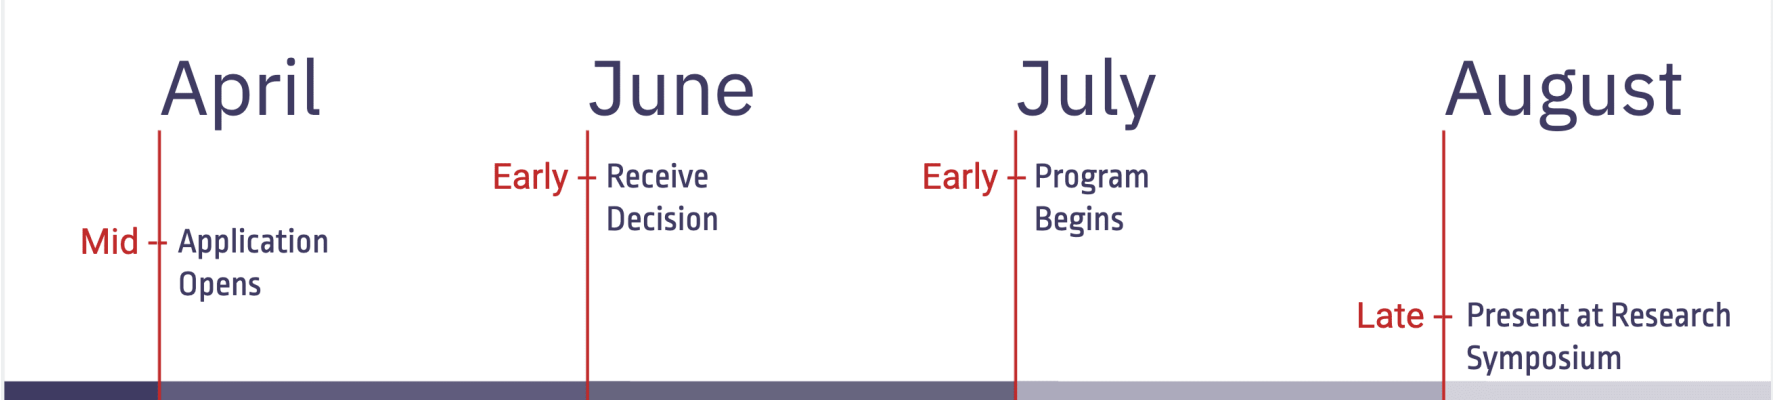 April
Mid
Application
Opens
June
Early
Receive
Decision
July
Early
Program
Begins
August
Late
Present at Research
Symposium